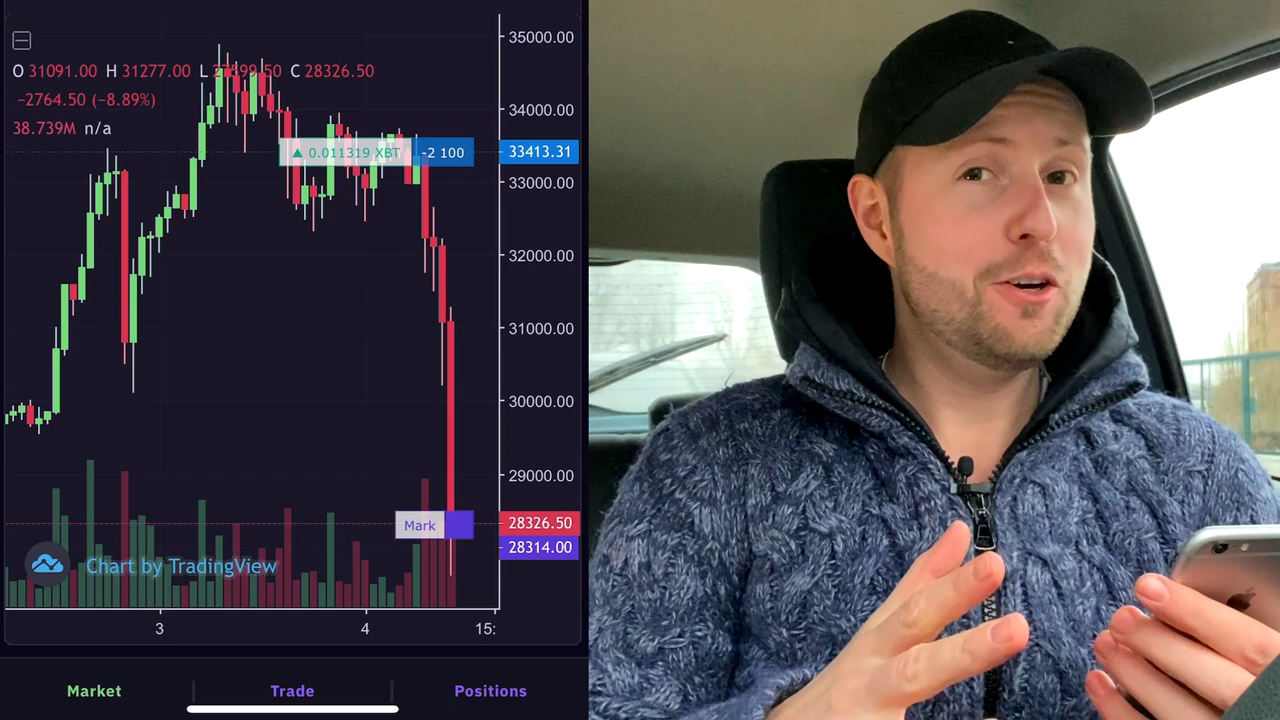 35000.00
O 31091.00 H 31277.00 L 27599.50 C 28326.50
−2764.50 (−8.89%)
34000.00
38.739M n/a
▲ 0.011319 XBT -2 100 33413.31
33000.00
32000.00
31000.00
30000.00
29000.00
Mark 28326.50
28314.00
Chart by TradingView
3 4 15:
Market Trade Positions